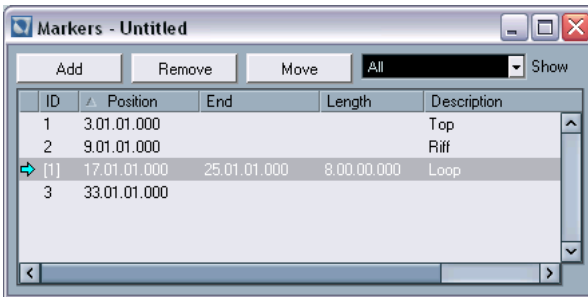 Markers - Untitled
Add Remove Move All Show
ID Position End Length Description
1 3.01.01.000 Top
2 9.01.01.000 Riff
[1] 17.01.01.000 25.01.01.000 8.00.00.000 Loop
3 33.01.01.000